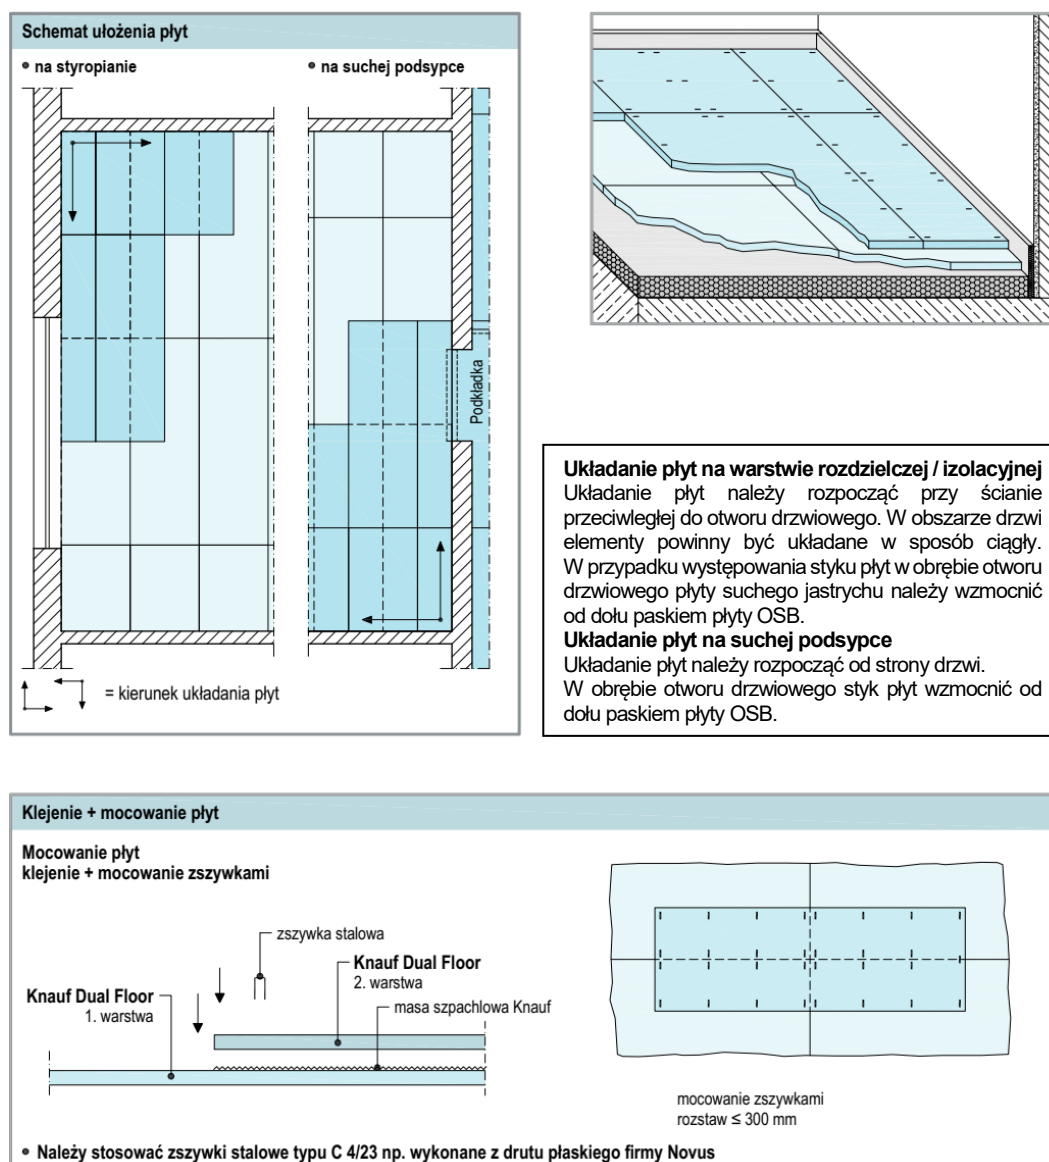 Schemat ułożenia płyt
• na styropianie
• na suchej podsypce
Podkładka
= kierunek układania płyt
Układanie płyt na warstwie rozdzielczej / izolacyjnej
Układanie płyt należy rozpocząć przy ścianie
przeciwległej do otworu drzwiowego. W obszarze drzwi
elementy powinny być układane w sposób ciągły.
W przypadku występowania styku płyt w obrębie otworu
drzwiowego płyty suchego jastrychu należy wzmocnić
od dołu paskiem płyty OSB.
Układanie płyt na suchej podsypce
Układanie płyt należy rozpocząć od strony drzwi.
W obrębie otworu drzwiowego styk płyt wzmocnić od
dołu paskiem płyty OSB.
Klejenie + mocowanie płyt
Mocowanie płyt
klejenie + mocowanie zszywkami
zszywka stalowa
Knauf Dual Floor
2. warstwa
Knauf Dual Floor
1. warstwa
masa szpachlowa Knauf
mocowanie zszywkami
rozstaw ≤ 300 mm
• Należy stosować zszywki stalowe typu C 4/23 np. wykonane z drutu płaskiego firmy Novus